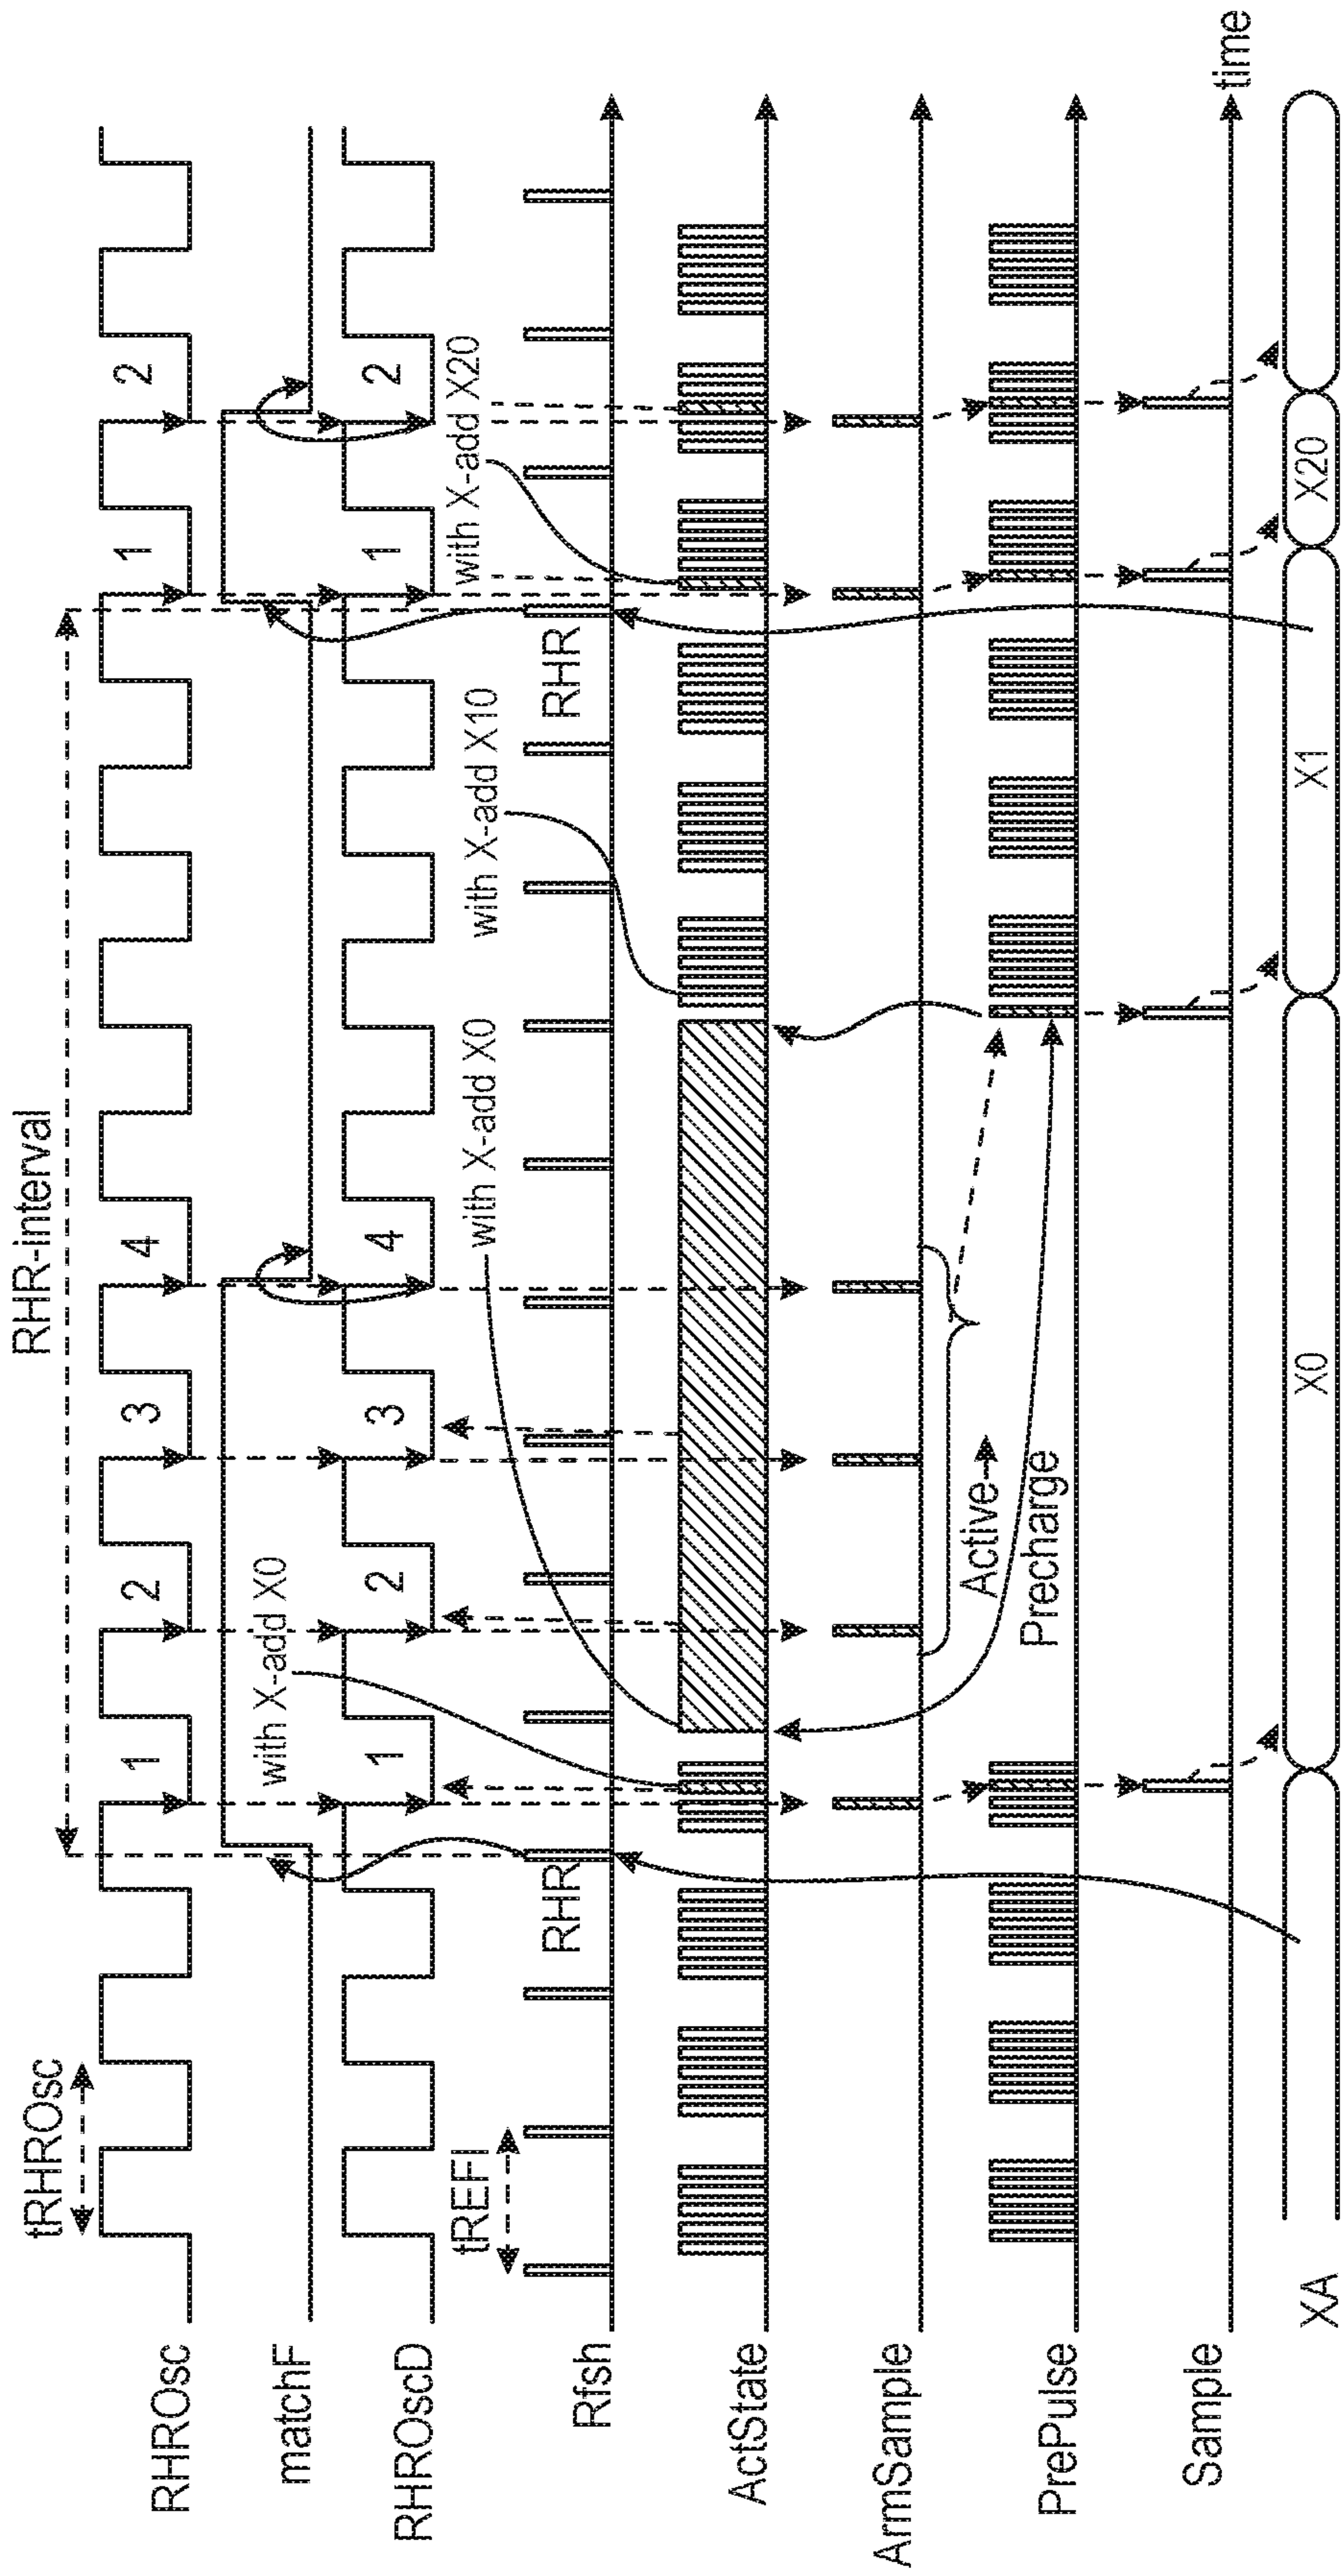 RHR-interval
tRHROsc
RHROsc
1
2
3
4
1
2
matchF
with X-add X0
RHROscD
1
2
3
4
1
2
tREFI
with X-add X0
with X-add X10
with X-add X20
Rfsh
RHR
RHR
ActState
ArmSample
Active
Precharge
PrePulse
Sample
time
XA
X0
X1
X20